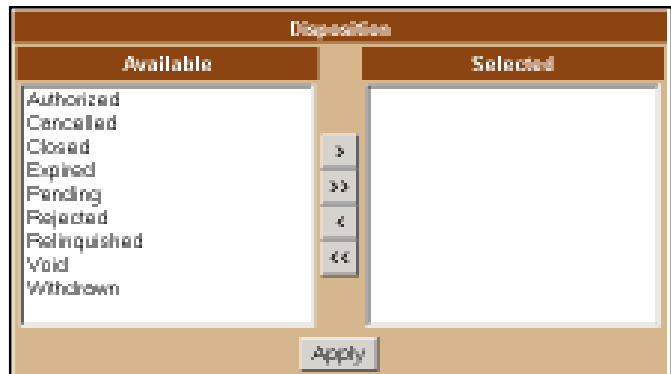 Disposition
Available
Selected
Authorized
Cancelled
Closed
Expired
Pending
Rejected
Relinquished
Void
Withdrawn
>
>>
<
<<
Apply